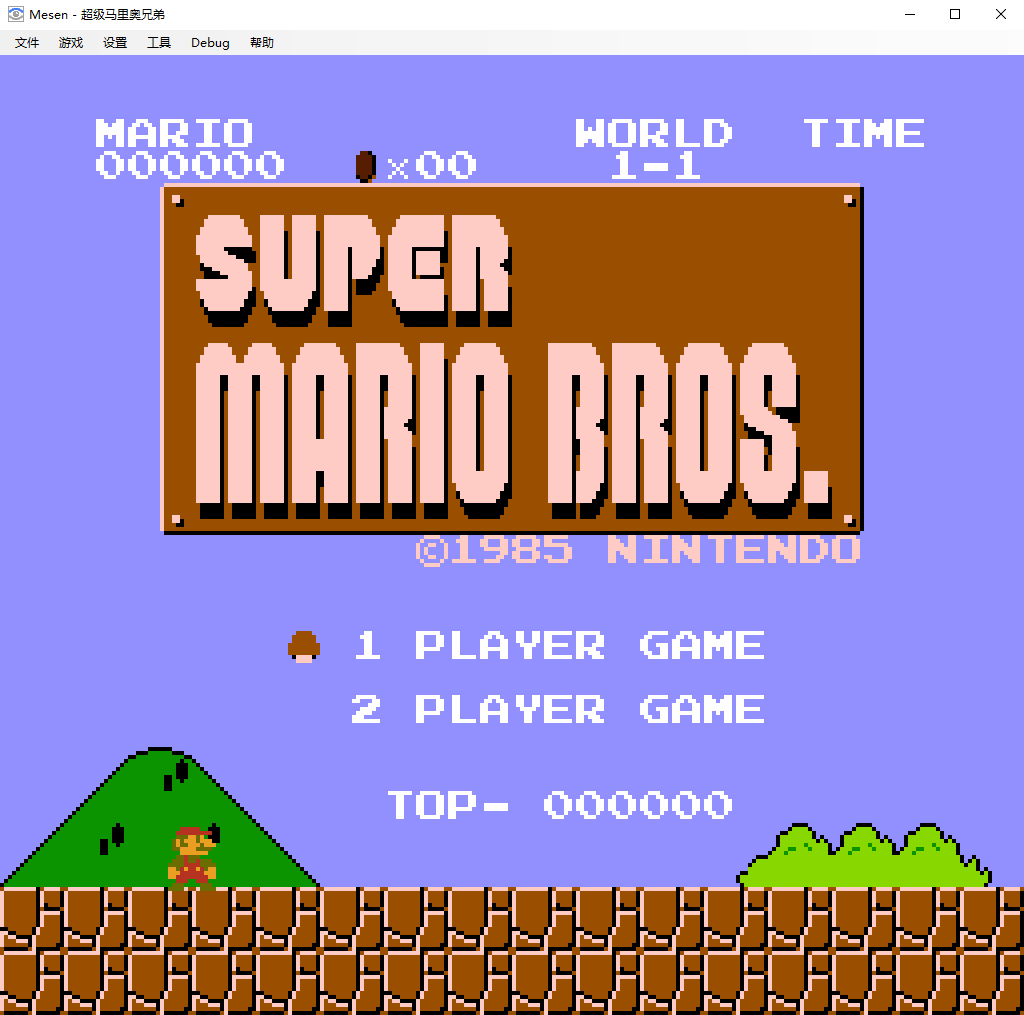 Mesen - 超级马里奥兄弟
文件 游戏 设置 工具 Debug 帮助
MARIO WORLD TIME
000000 x00 1-1
SUPER
MARIO BROS.
©1985 NINTENDO
1 PLAYER GAME
2 PLAYER GAME
TOP- 000000